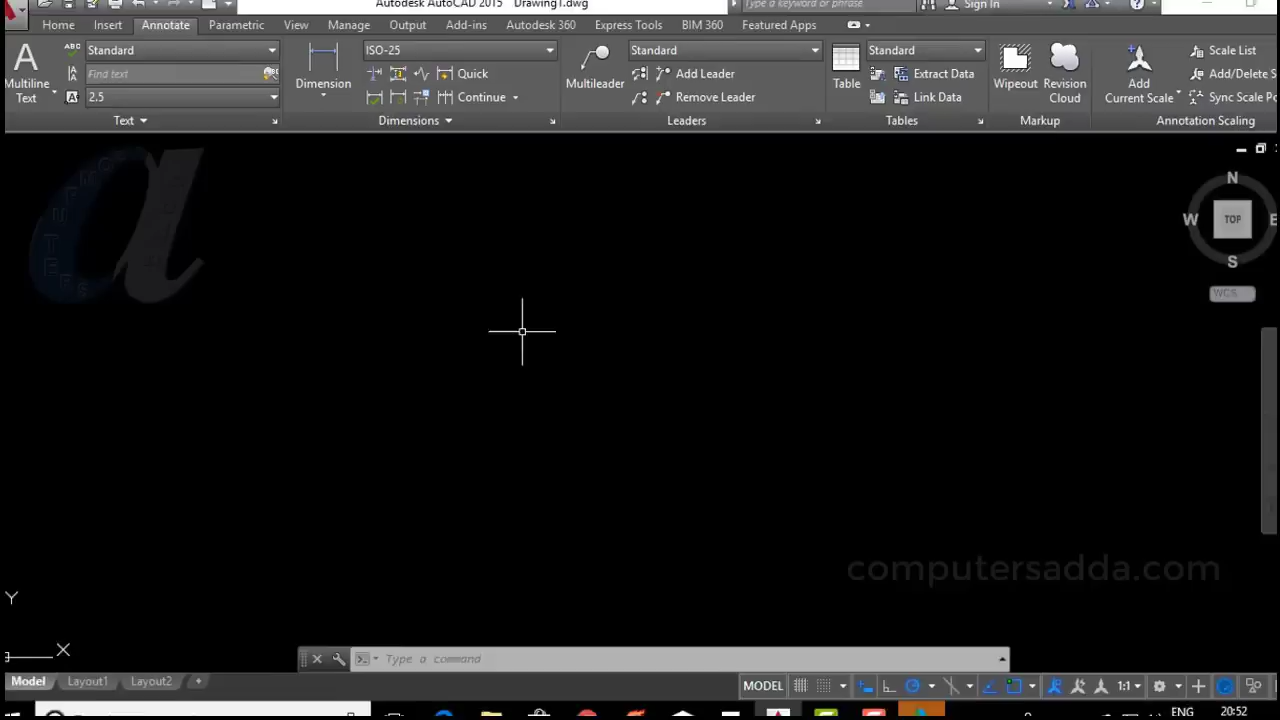 Autodesk AutoCAD 2015 Drawing1.dwg
Type a keyword or phrase
Sign In
Home Insert Annotate Parametric View Manage Output Add-ins Autodesk 360 Express Tools BIM 360 Featured Apps
Multiline Text
ABC
Standard
Find text
2.5
Text
Dimension
ISO-25
Quick
Continue
Dimensions
Multileader
Standard
Add Leader
Remove Leader
Leaders
Table
Standard
Extract Data
Link Data
Tables
Wipeout
Revision Cloud
Markup
Add Current Scale
Scale List
Add/Delete S
Sync Scale Po
Annotation Scaling
N
W TOP E
S
WCS
computersadda.com
Y
X
Type a command
Model Layout1 Layout2 +
MODEL 1:1
ENG 20:52